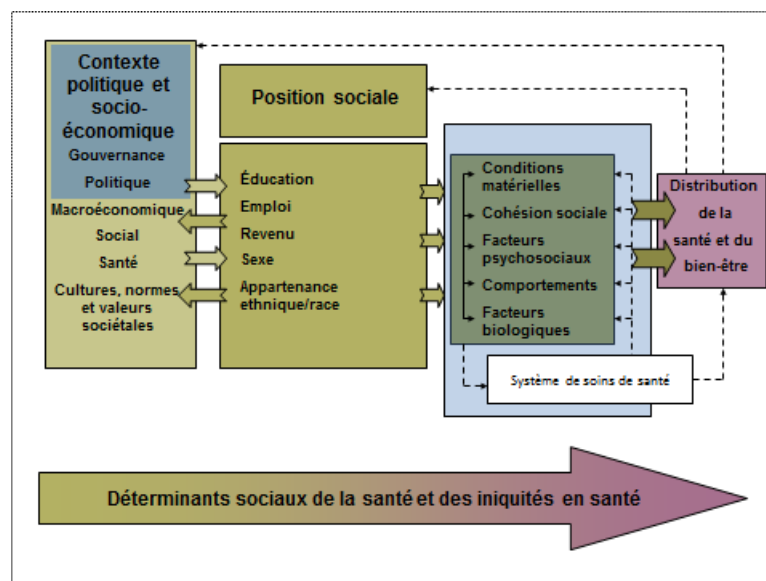 Contexte
politique et
socio-
économique
Gouvernance
Politique
Macroéconomique
Social
Santé
Cultures, normes
et valeurs
sociétales
Position sociale
Éducation
Emploi
Revenu
Sexe
Appartenance
ethnique/race
Conditions
matérielles
Cohésion sociale
Facteurs
psychosociaux
Comportements
Facteurs
biologiques
Système de soins de santé
Distribution
de la
santé et du
bien-être
Déterminants sociaux de la santé et des iniquités en santé